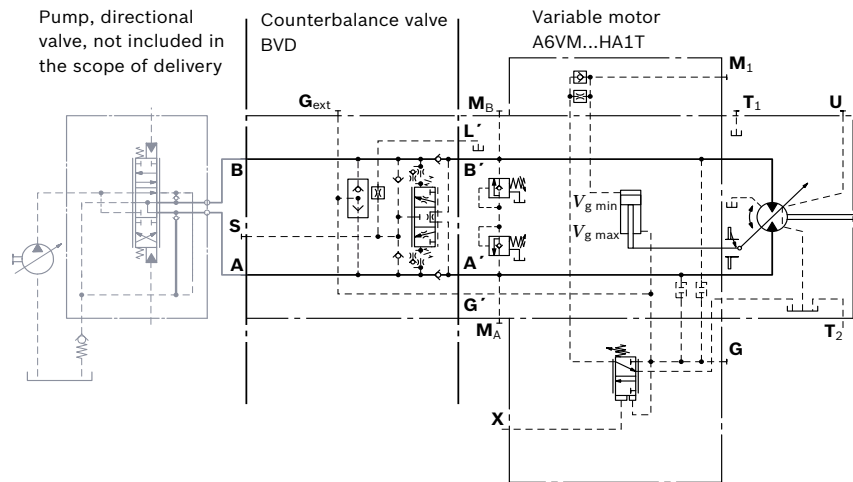 Pump, directional
valve, not included in
the scope of delivery
Counterbalance valve
BVD
Variable motor
A6VM...HA1T
M1
Gext
MB
T1
U
L´
B
B´
S
Vg min
Vg max
A
A´
G´
MA
T2
G
X